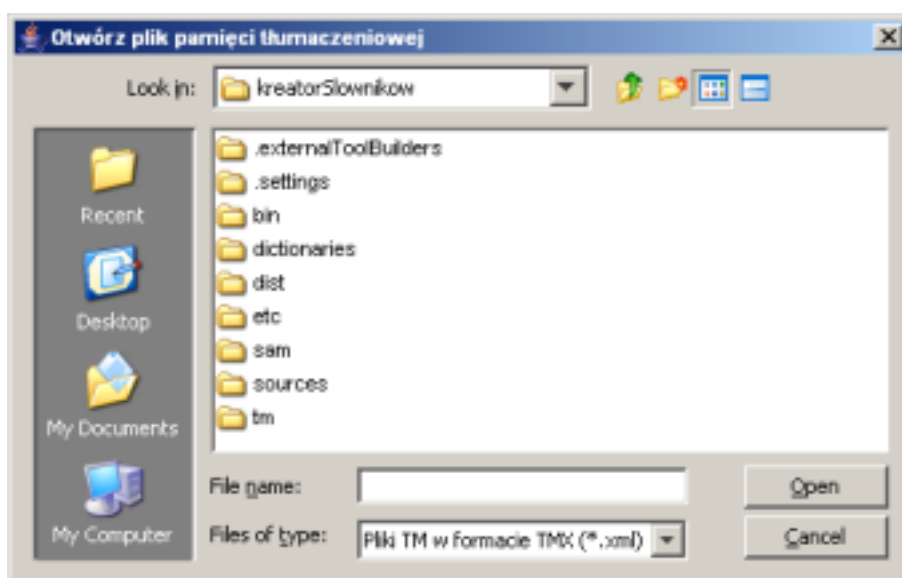 Otwórz plik pamięci tłumaczeniowej
Look in:
kreatorSlownikow
Recent
Desktop
My Documents
My Computer
.externalToolBuilders
.settings
bin
dictionaries
dist
etc
sam
sources
tm
File name:
Open
Files of type:
Pliki TM w formacie TMX (*.xml)
Cancel